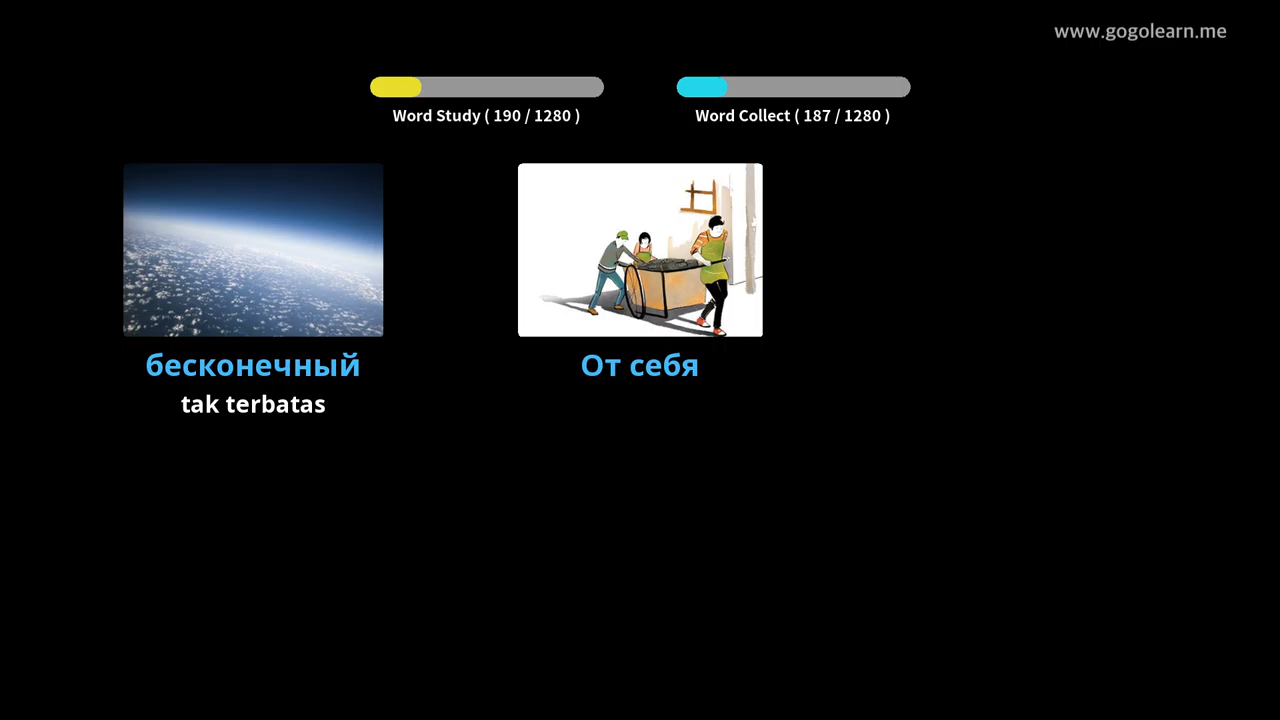 www.gogolearn.me
Word Study ( 190 / 1280 )
Word Collect ( 187 / 1280 )
бесконечный
tak terbatas
От себя